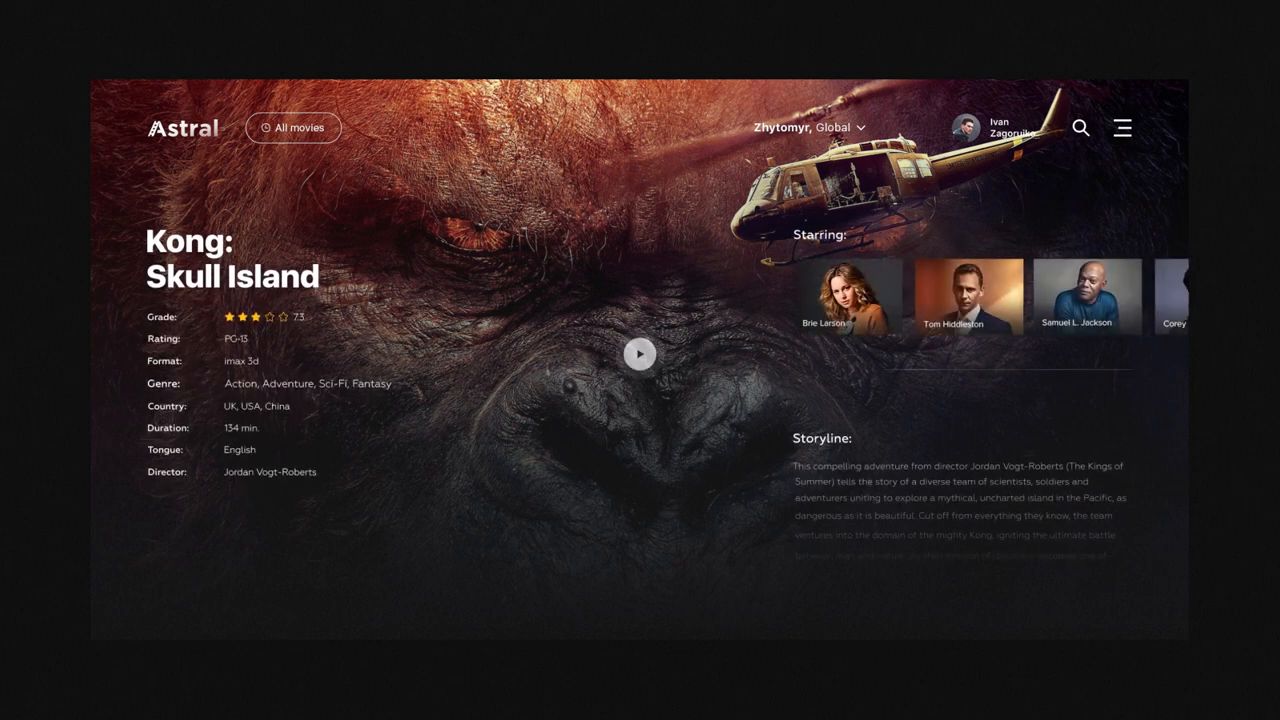 Astral
All movies
Zhytomyr, Global
Ivan
Zagoruiko
Kong:
Skull Island
Grade: 7.3
Rating: PG-13
Format: imax 3d
Genre: Action, Adventure, Sci-Fi, Fantasy
Country: UK, USA, China
Duration: 134 min.
Tongue: English
Director: Jordan Vogt-Roberts
Starring:
Brie Larson
Tom Hiddleston
Samuel L. Jackson
Corey
Storyline:
This compelling adventure from director Jordan Vogt-Roberts (The Kings of
Summer) tells the story of a diverse team of scientists, soldiers and
adventurers uniting to explore a mythical, uncharted island in the Pacific, as
dangerous as it is beautiful. Cut off from everything they know, the team
ventures into the domain of the mighty Kong, igniting the ultimate battle
between man and nature.